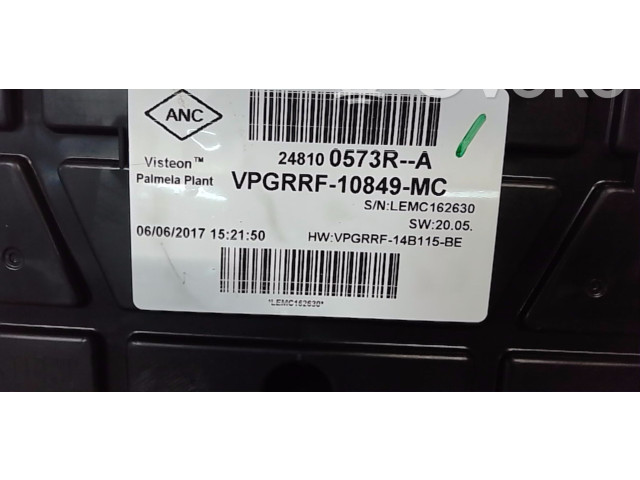 ANC
24810 0573R--A
Visteon™
Palmela Plant
VPGRRF-10849-MC
S/N:LEMC162630
SW:20.05.
06/06/2017 15:21:50
HW:VPGRRF-14B115-BE
*LEMC162630*